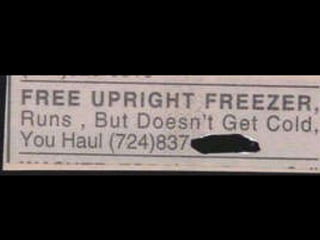 FREE UPRIGHT FREEZER,
Runs , But Doesn't Get Cold,
You Haul (724)837